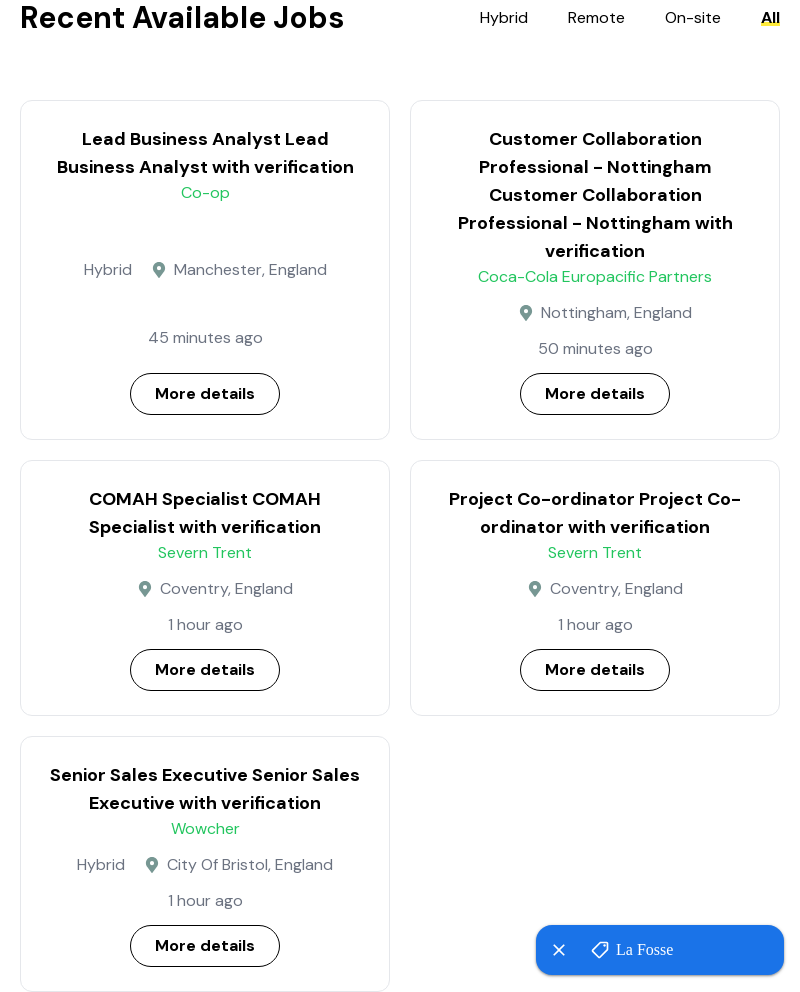 Recent Available Jobs
Hybrid Remote On-site All
Lead Business Analyst Lead
Business Analyst with verification
Co-op
Hybrid Manchester, England
45 minutes ago
More details
Customer Collaboration
Professional - Nottingham
Customer Collaboration
Professional - Nottingham with
verification
Coca-Cola Europacific Partners
Nottingham, England
50 minutes ago
More details
COMAH Specialist COMAH
Specialist with verification
Severn Trent
Coventry, England
1 hour ago
More details
Project Co-ordinator Project Co-
ordinator with verification
Severn Trent
Coventry, England
1 hour ago
More details
Senior Sales Executive Senior Sales
Executive with verification
Wowcher
Hybrid City Of Bristol, England
1 hour ago
More details
La Fosse